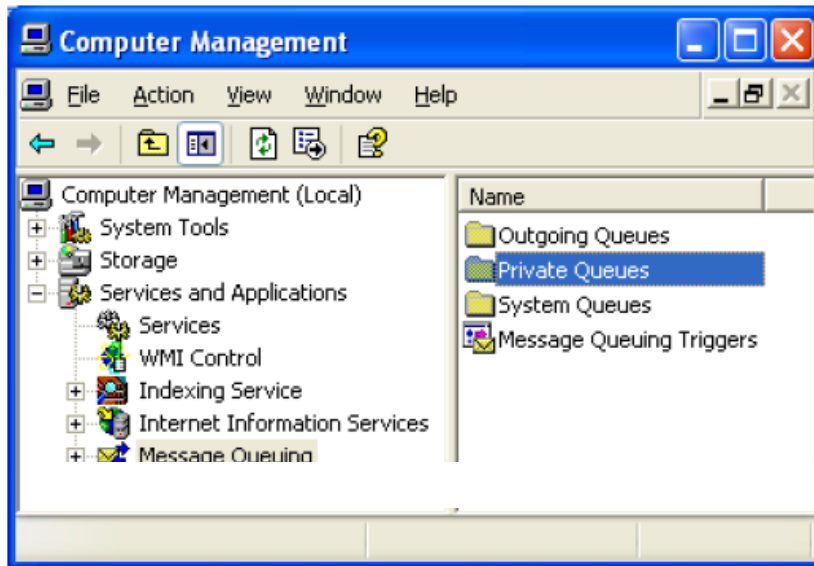 Computer Management
File Action View Window Help
Computer Management (Local)
System Tools
Storage
Services and Applications
Services
WMI Control
Indexing Service
Internet Information Services
Message Queuing
Name
Outgoing Queues
Private Queues
System Queues
Message Queuing Triggers